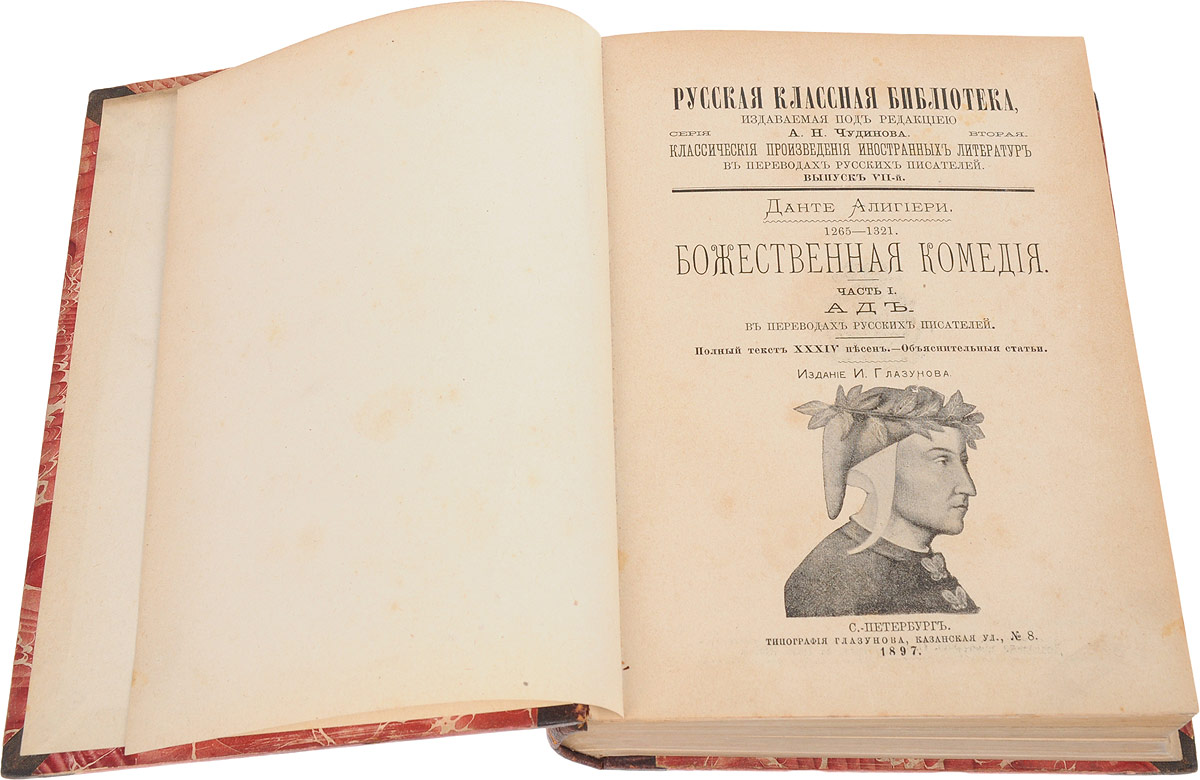 РУССКАЯ КЛАССНАЯ БИБЛІОТЕКА,
ИЗДАВАЕМАЯ ПОДЪ РЕДАКЦІЕЮ
СЕРІЯ А. Н. ЧУДИНОВА. ВТОРАЯ.
КЛАССИЧЕСКІЯ ПРОИЗВЕДЕНІЯ ИНОСТРАННЫХЪ ЛИТЕРАТУРЪ
ВЪ ПЕРЕВОДАХЪ РУССКИХЪ ПИСАТЕЛЕЙ.
ВЫПУСКЪ VII-й.
ДАНТЕ АЛИГІЕРИ.
1265—1321.
БОЖЕСТВЕННАЯ КОМЕДІЯ.
ЧАСТЬ I.
АДЪ.
ВЪ ПЕРЕВОДАХЪ РУССКИХЪ ПИСАТЕЛЕЙ.
Полный текстъ XXXIV пѣсенъ.—Объяснительныя статьи.
ИЗДАНІЕ И. ГЛАЗУНОВА
С.-ПЕТЕРБУРГЪ.
ТИПОГРАФІЯ ГЛАЗУНОВА, КАЗАНСКАЯ УЛ., № 8.
1897.